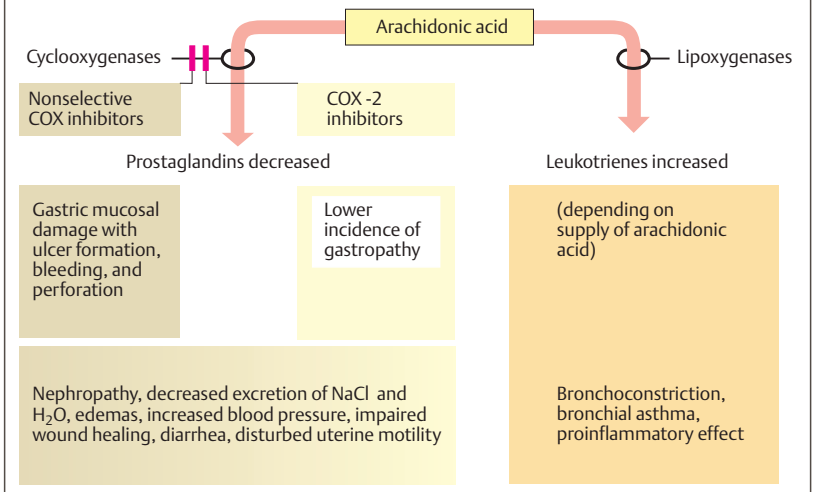 Arachidonic acid
Cyclooxygenases
Lipoxygenases
Nonselective
COX inhibitors
COX -2
inhibitors
Prostaglandins decreased
Leukotrienes increased
Gastric mucosal
damage with
ulcer formation,
bleeding, and
perforation
Lower
incidence of
gastropathy
(depending on
supply of arachidonic
acid)
Nephropathy, decreased excretion of NaCl and
H₂O, edemas, increased blood pressure, impaired
wound healing, diarrhea, disturbed uterine motility
Bronchoconstriction,
bronchial asthma,
proinflammatory effect